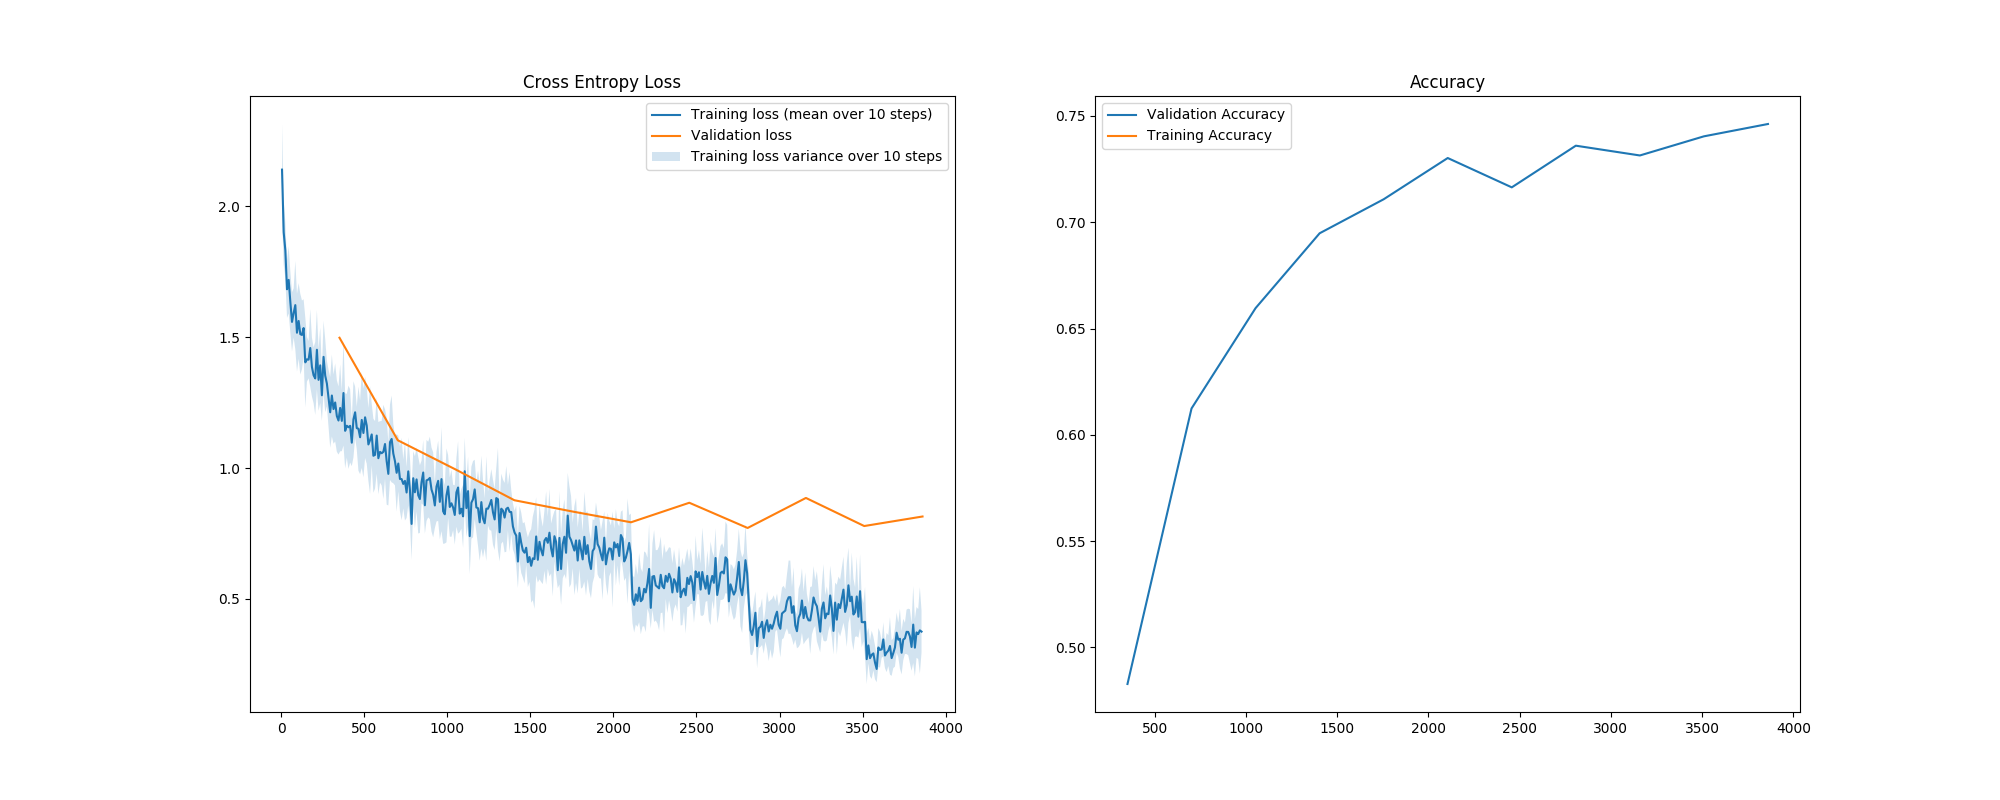 Cross Entropy Loss
Training loss (mean over 10 steps)
Validation loss
Training loss variance over 10 steps
2.0
1.5
1.0
0.5
0 500 1000 1500 2000 2500 3000 3500 4000
Accuracy
Validation Accuracy
Training Accuracy
0.75
0.70
0.65
0.60
0.55
0.50
500 1000 1500 2000 2500 3000 3500 4000